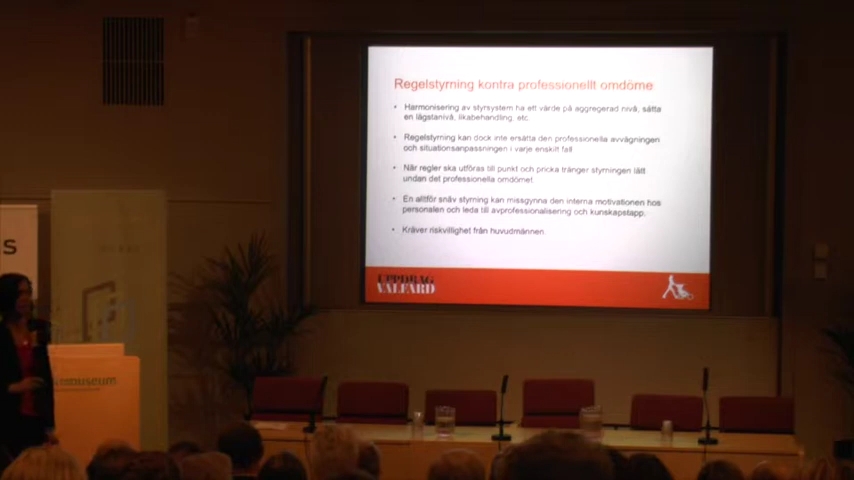 Regelstyrning kontra professionellt omdöme
• Harmonisering av styrsystem ha ett värde på aggregerad nivå, sätta
en lägstanivå, likabehandling, etc
• Regelstyrning kan dock inte ersätta den professionella avvägningen
och situationsanpassningen i varje enskilt fall
• När regler ska utföras till punkt och pricka tränger styrningen lätt
undan det professionella omdömet
• En alltför snäv styrning kan missgynna den interna motivationen hos
personalen och leda till avprofessionalisering och kunskapstapp.
• Kräver riskvillighet från huvudmännen.
UPPDRAG
VÄLFÄRD
S
museum